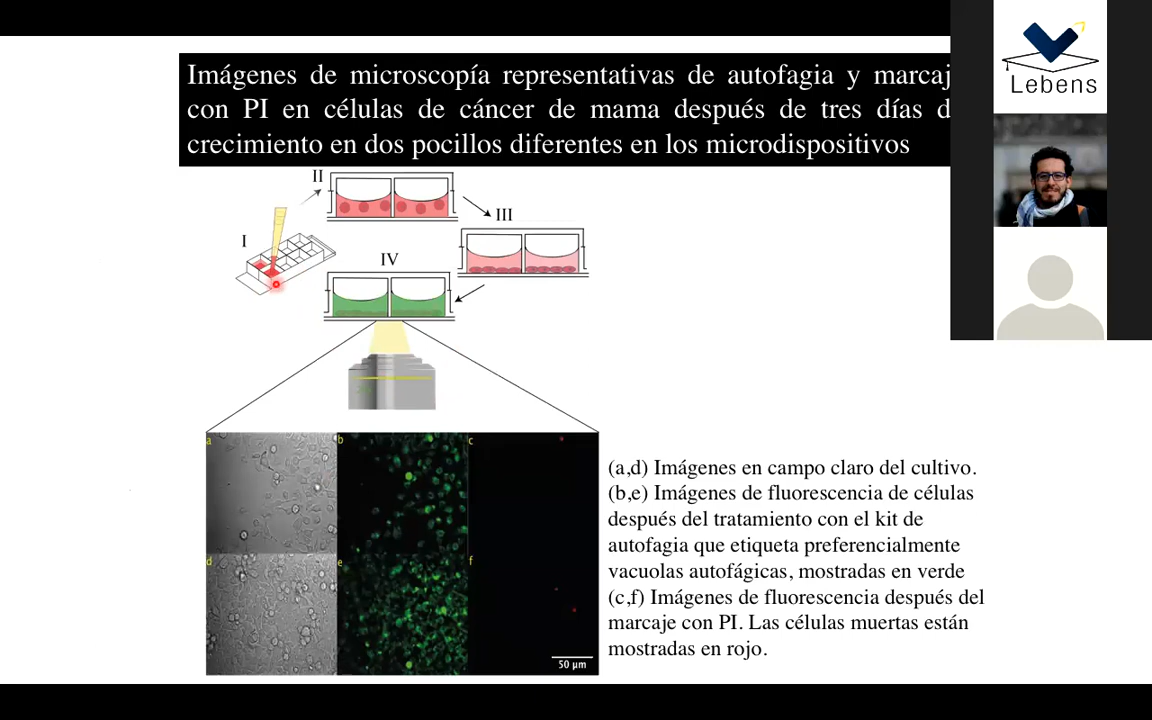 Imágenes de microscopía representativas de autofagia y marcaj
con PI en células de cáncer de mama después de tres días d
crecimiento en dos pocillos diferentes en los microdispositivos
Lebens
II
III
I
IV
a
b
c
d
e
f
50 µm
(a,d) Imágenes en campo claro del cultivo.
(b,e) Imágenes de fluorescencia de células
después del tratamiento con el kit de
autofagia que etiqueta preferencialmente
vacuolas autofágicas, mostradas en verde
(c,f) Imágenes de fluorescencia después del
marcaje con PI. Las células muertas están
mostradas en rojo.